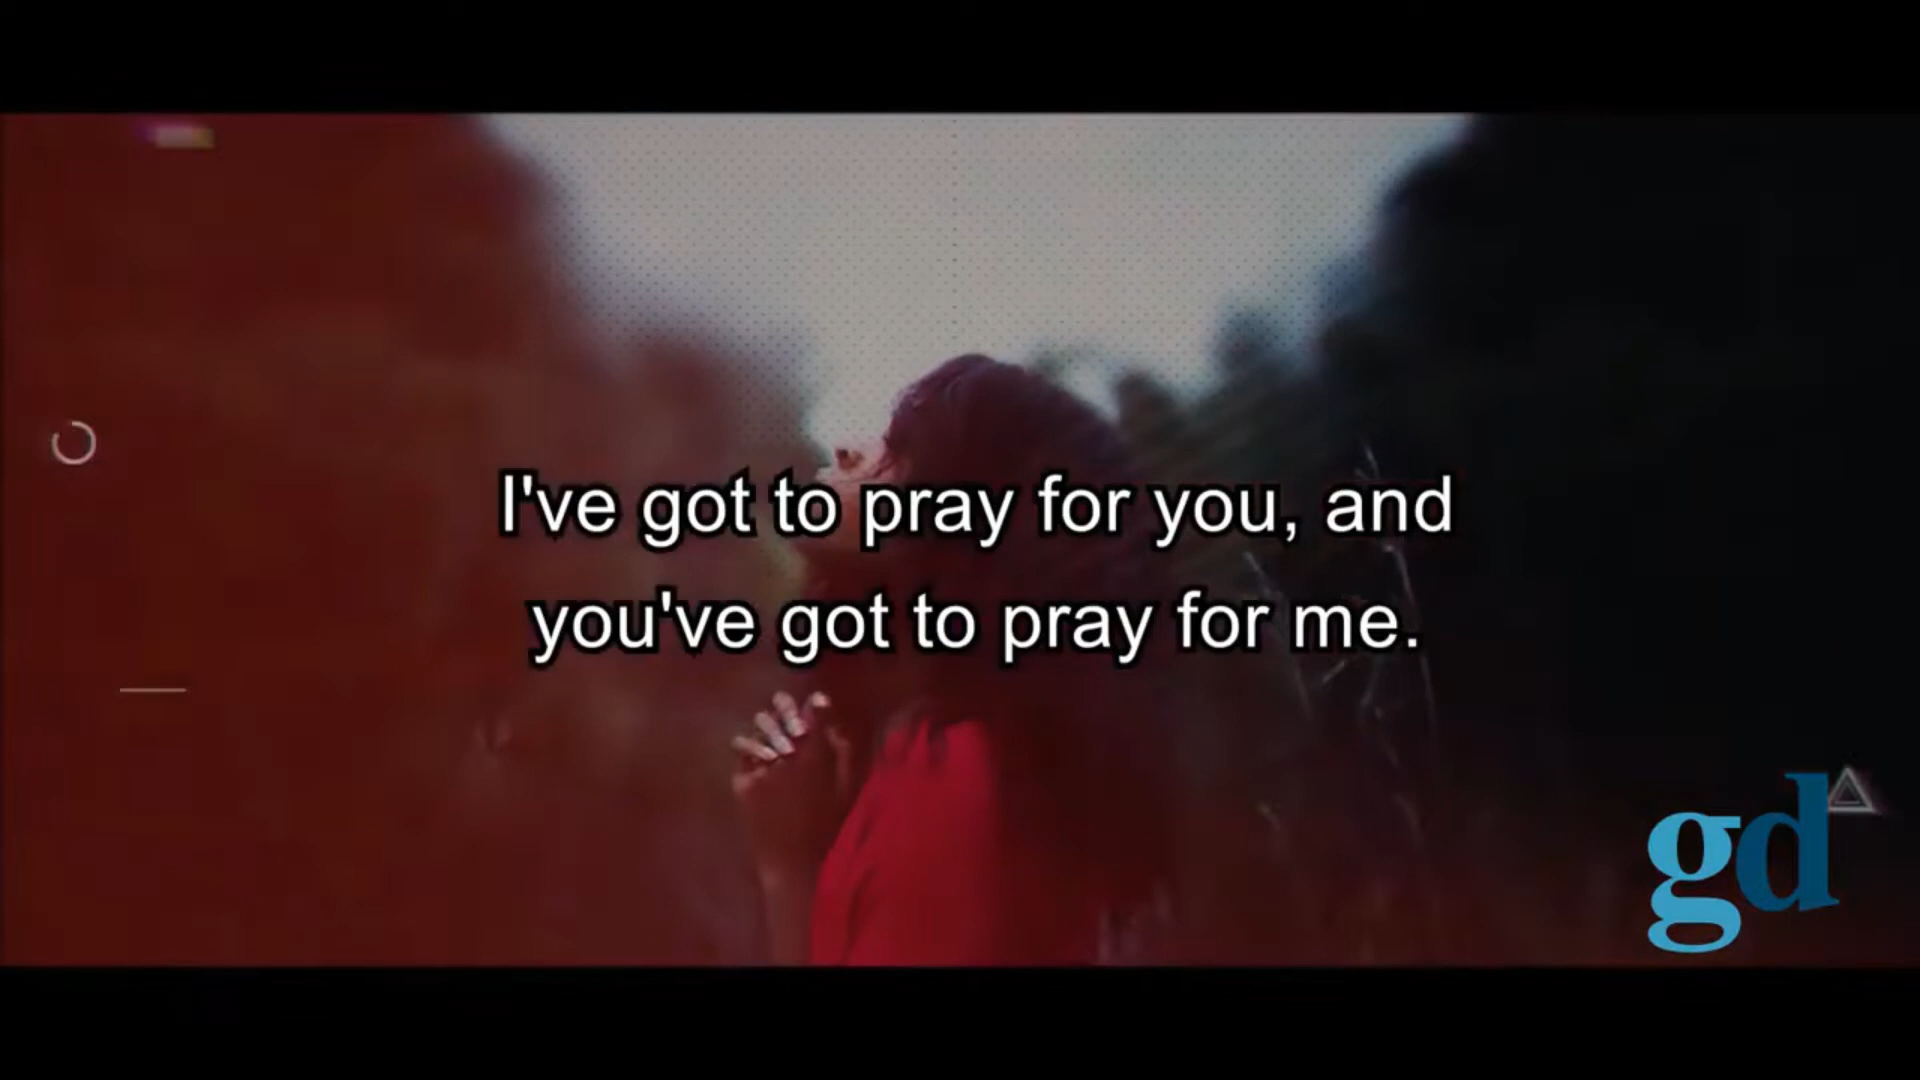 I've got to pray for you, and
you've got to pray for me.
gd